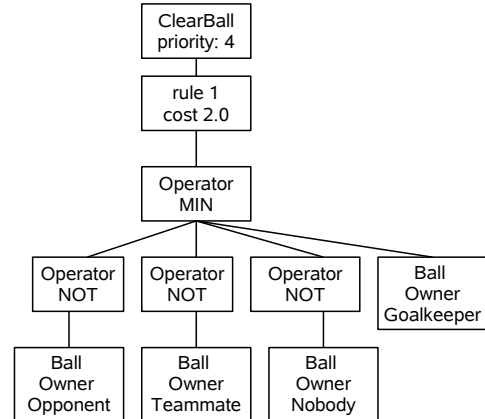 ClearBall
priority: 4
rule 1
cost 2.0
Operator
MIN
Operator
NOT
Operator
NOT
Operator
NOT
Ball
Owner
Goalkeeper
Ball
Owner
Opponent
Ball
Owner
Teammate
Ball
Owner
Nobody